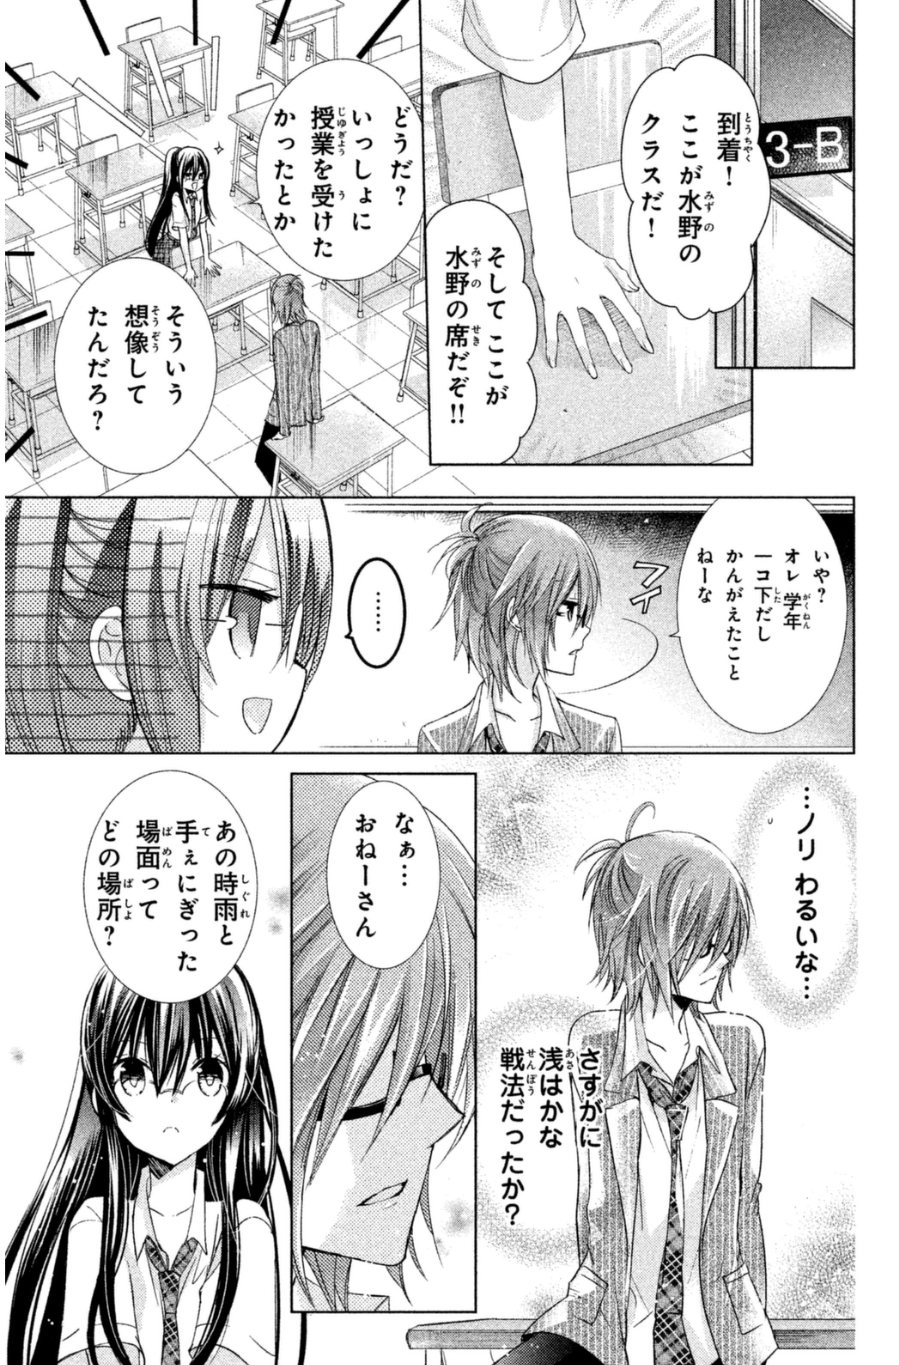 3-B
到着！
ここが水野の
クラスだ！
そして ここが
水野の席だぞ!!
どうだ？
いっしょに
授業を受けた
かったとか
そういう
想像して
たんだろ？
いや？
オレ 学年
一コ下だし
かんがえたこと
ねーな
フイ
……
…ノリ わるいな…
さすがに
浅はかな
戦法だったか？
なぁ…
おねーさん
あの時雨と
手ぇにぎった
場面って
どの場所？